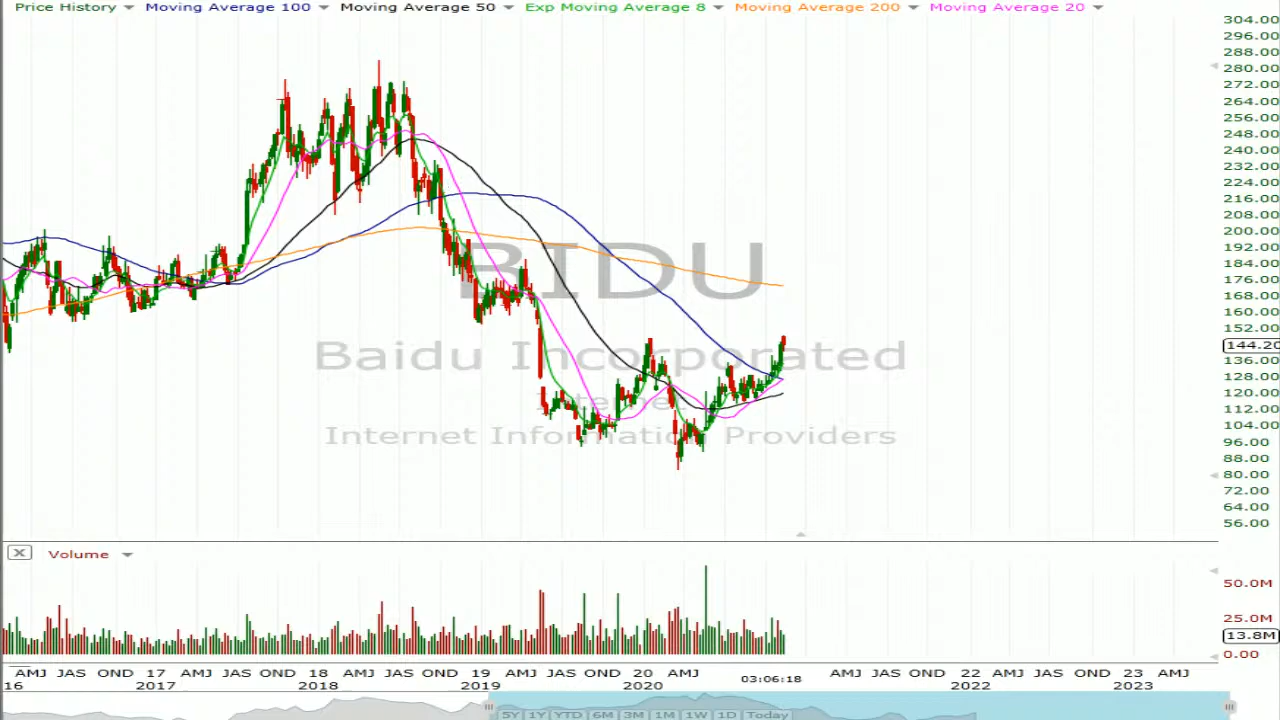 Price History Moving Average 100 Moving Average 50 Exp Moving Average 8 Moving Average 200 Moving Average 20
304.00
296.00
288.00
280.00
272.00
264.00
256.00
248.00
240.00
232.00
224.00
216.00
208.00
200.00
192.00
184.00
176.00
168.00
160.00
152.00
144.20
136.00
128.00
120.00
112.00
104.00
96.00
88.00
80.00
72.00
64.00
56.00
BIDU
Baidu Incorporated
Internet
Internet Information Providers
X Volume
50.0M
25.0M
13.8M
0.00
AMJ JAS OND 17 AMJ JAS OND 18 AMJ JAS OND 19 AMJ JAS OND 20 AMJ 03:06:18 AMJ JAS OND 22 AMJ JAS OND 23 AMJ
16 2017 2018 2019 2020 2022 2023
5Y 1Y YTD 6M 3M 1M 1W 1D Today